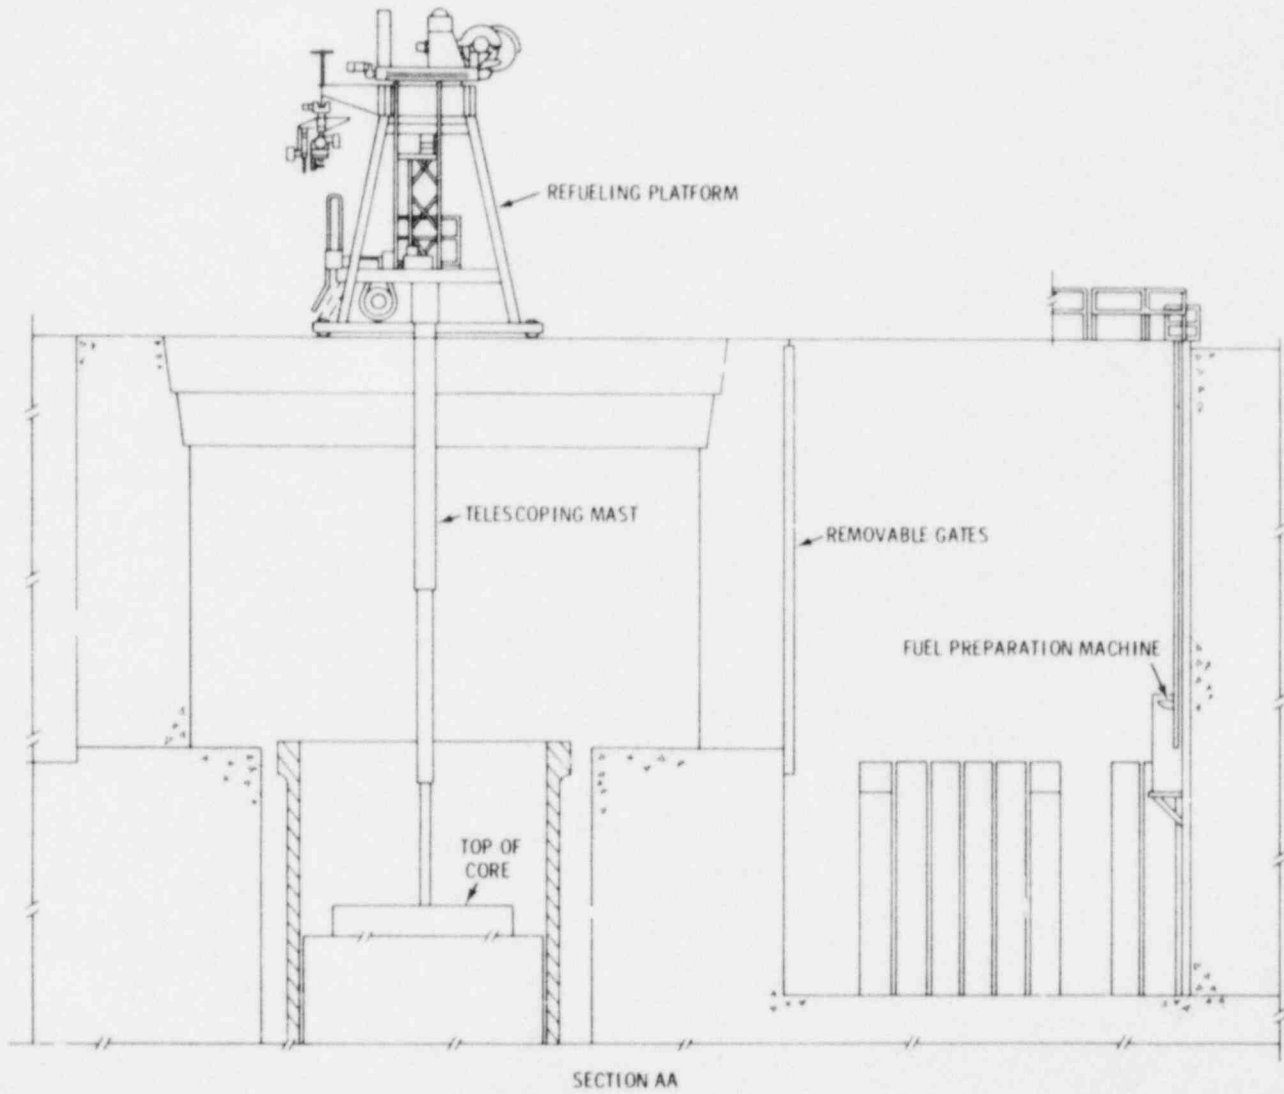 REFUELING PLATFORM
TELESCOPING MAST
REMOVABLE GATES
FUEL PREPARATION MACHINE
TOP OF
CORE
SECTION AA